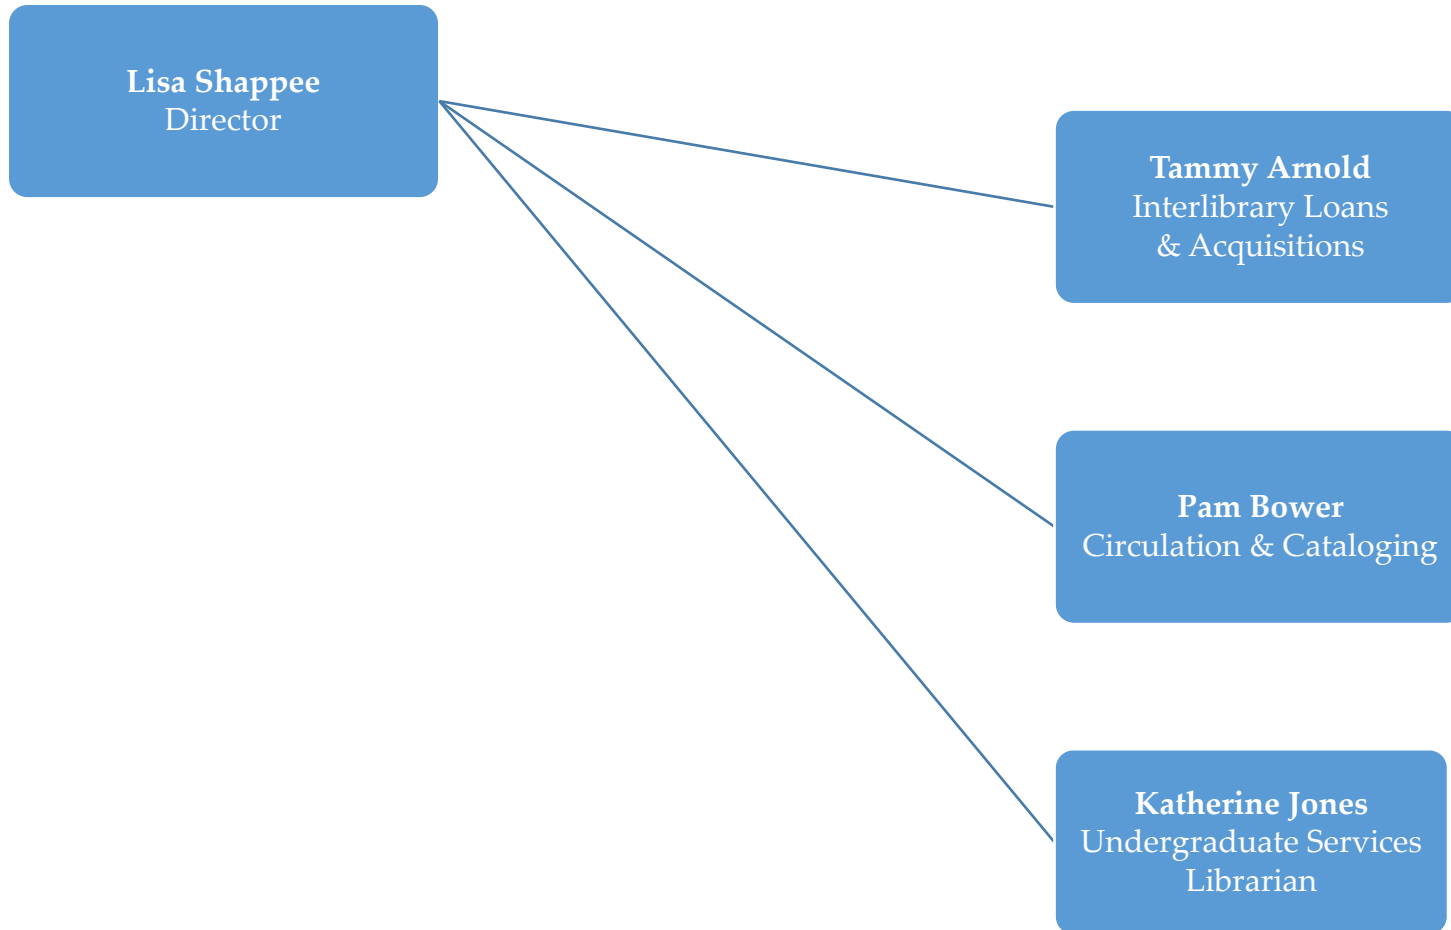 Lisa Shappee
Director
Tammy Arnold
Interlibrary Loans
& Acquisitions
Pam Bower
Circulation & Cataloging
Katherine Jones
Undergraduate Services
Librarian